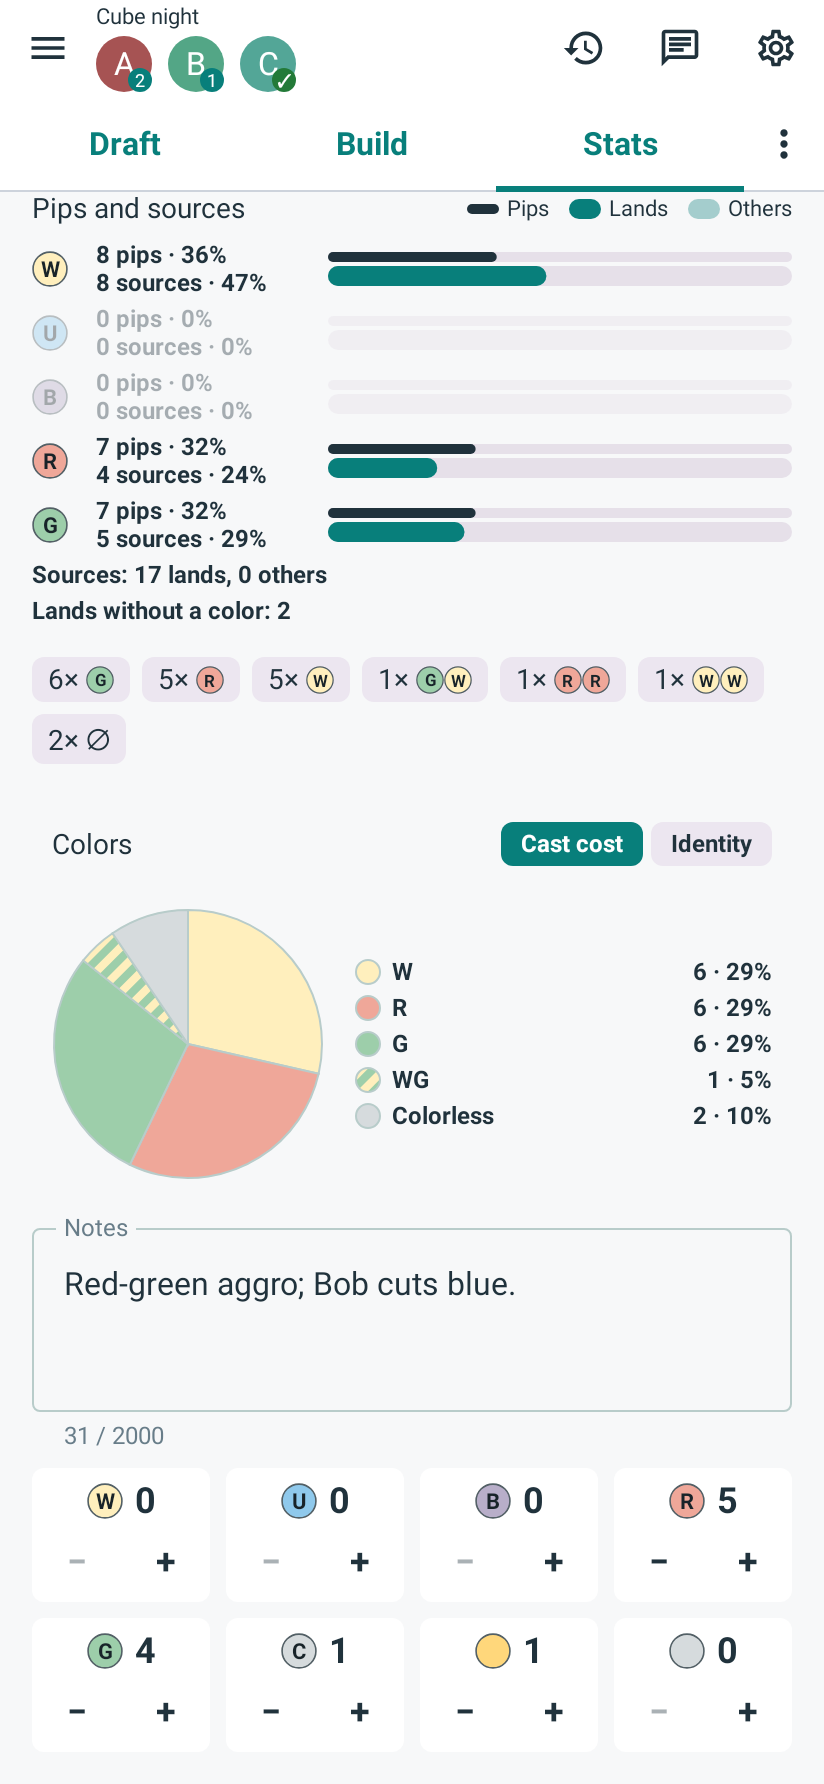 Cube night
A 2 B 1 C ✓
Draft Build Stats
Pips and sources Pips Lands Others
W 8 pips · 36%
8 sources · 47%
U 0 pips · 0%
0 sources · 0%
B 0 pips · 0%
0 sources · 0%
R 7 pips · 32%
4 sources · 24%
G 7 pips · 32%
5 sources · 29%
Sources: 17 lands, 0 others
Lands without a color: 2
6× G 5× R 5× W 1× G W 1× R R 1× W W
2× ∅
Colors Cast cost Identity
W 6 · 29%
R 6 · 29%
G 6 · 29%
WG 1 · 5%
Colorless 2 · 10%
Notes
Red-green aggro; Bob cuts blue.
31 / 2000
W 0 U 0 B 0 R 5
− + − + − + − +
G 4 C 1 1 0
− + − + − + − +